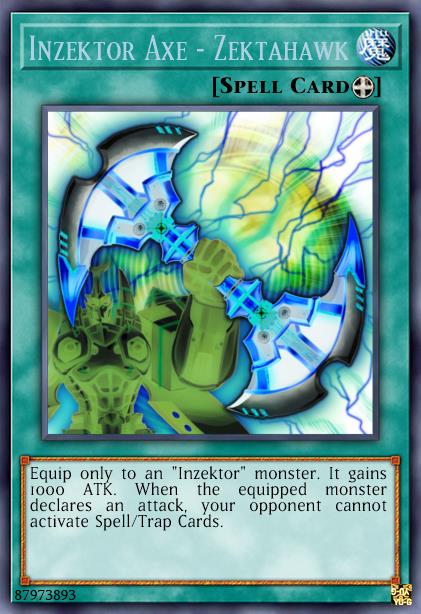 Inzektor Axe - Zektahawk 魔
[Spell Card]
Equip only to an "Inzektor" monster. It gains
1000 ATK. When the equipped monster
declares an attack, your opponent cannot
activate Spell/Trap Cards.
87973893